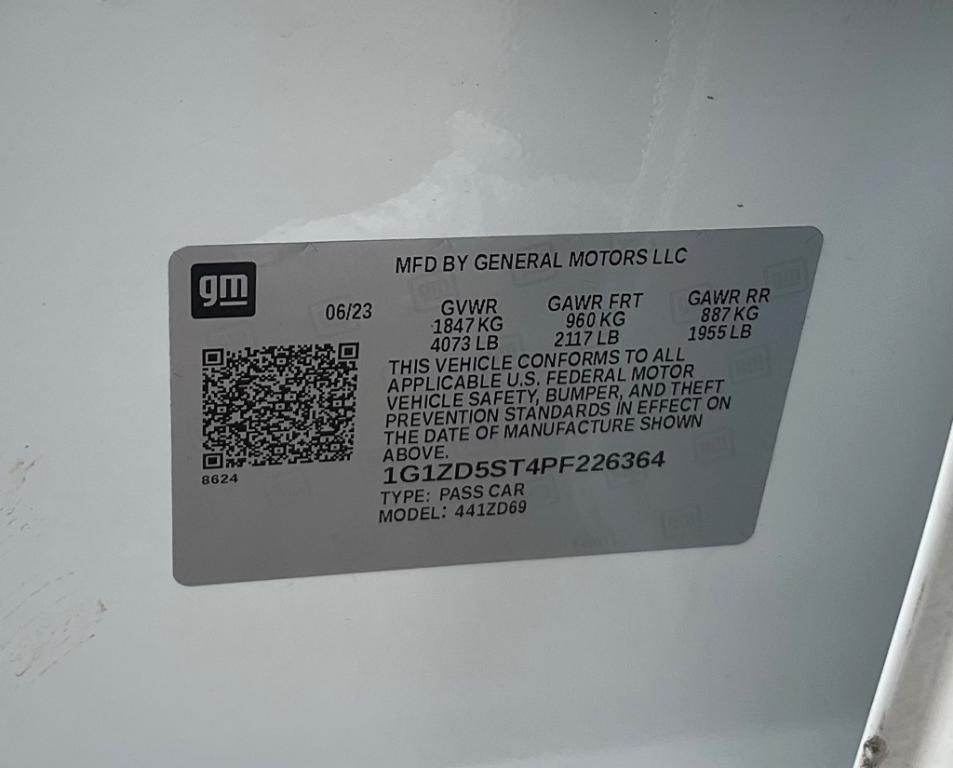 gm
MFD BY GENERAL MOTORS LLC
06/23
GVWR
1847 KG
4073 LB
GAWR FRT
960 KG
2117 LB
GAWR RR
887 KG
1955 LB
THIS VEHICLE CONFORMS TO ALL
APPLICABLE U.S. FEDERAL MOTOR
VEHICLE SAFETY, BUMPER, AND THEFT
PREVENTION STANDARDS IN EFFECT ON
THE DATE OF MANUFACTURE SHOWN
ABOVE.
1G1ZD5ST4PF226364
TYPE: PASS CAR
MODEL: 441ZD69
8624